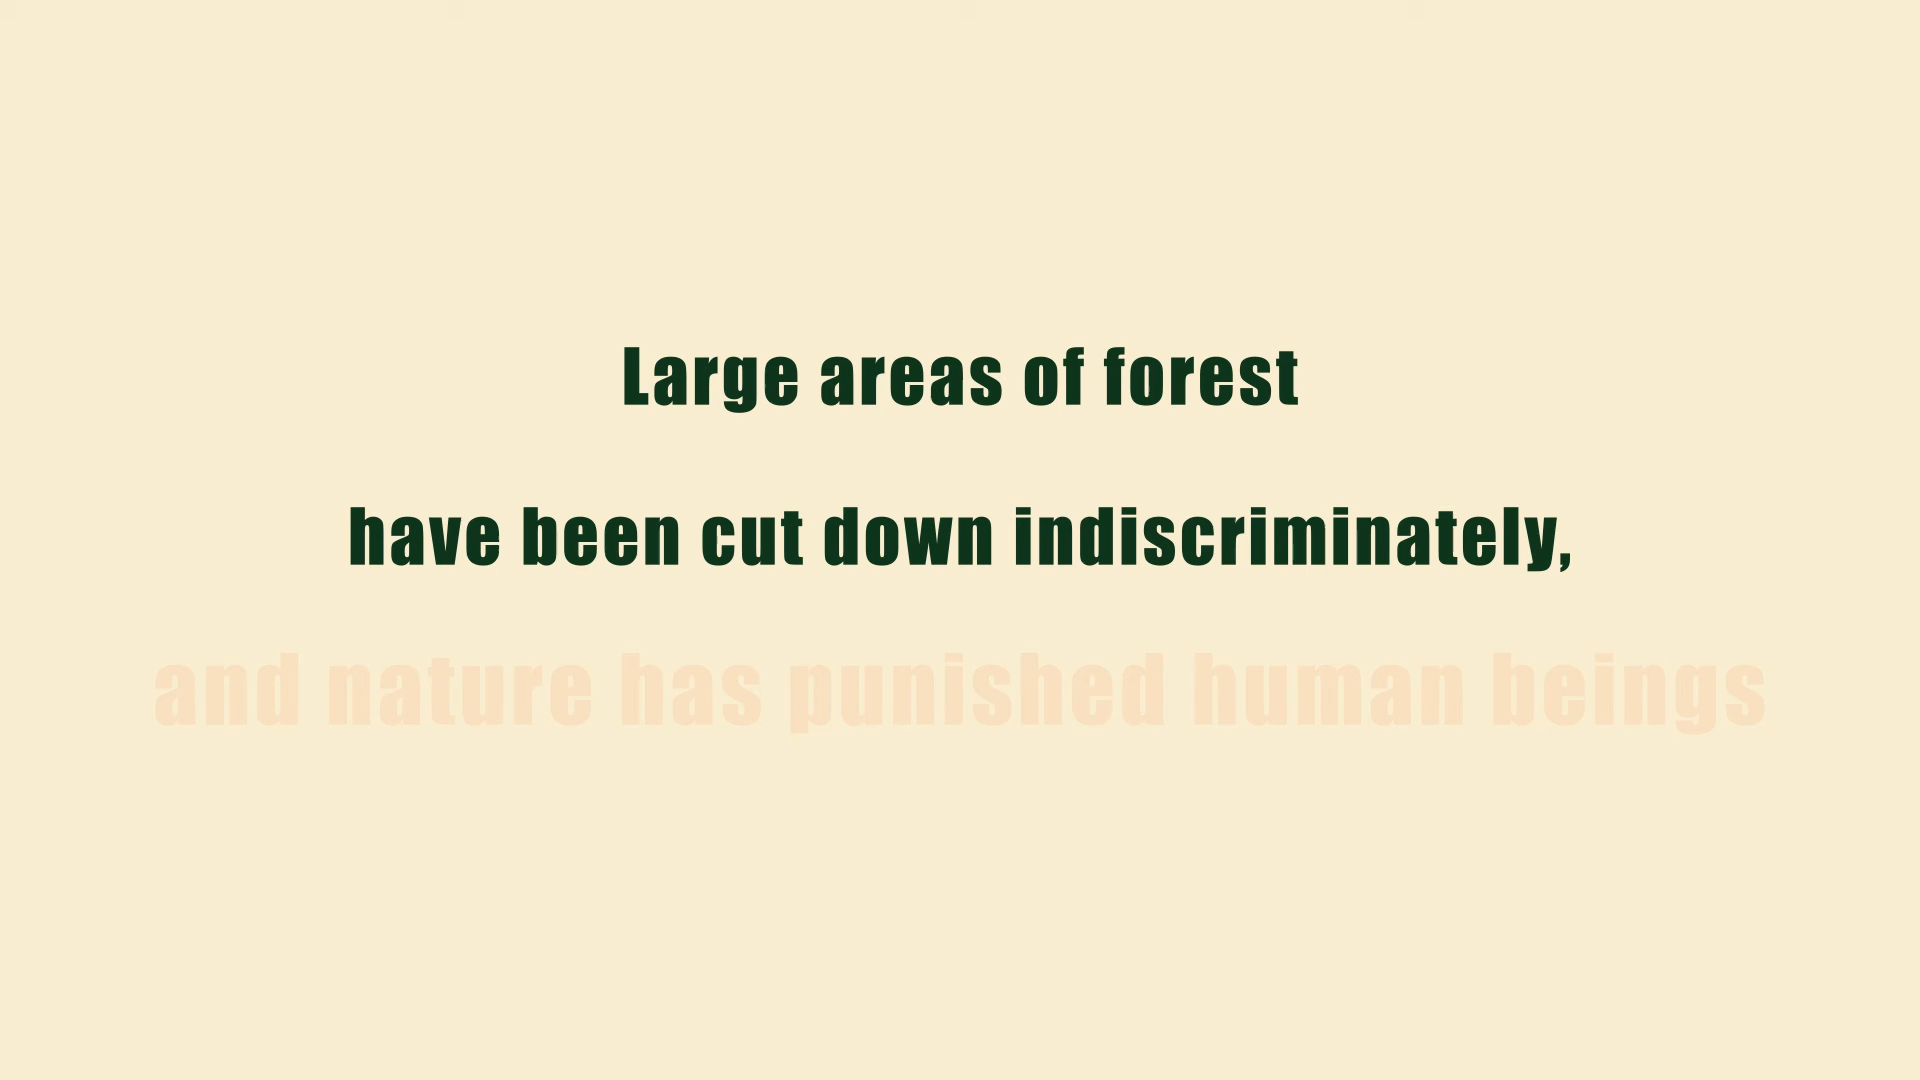 Large areas of forest
have been cut down indiscriminately,
and nature has punished human beings